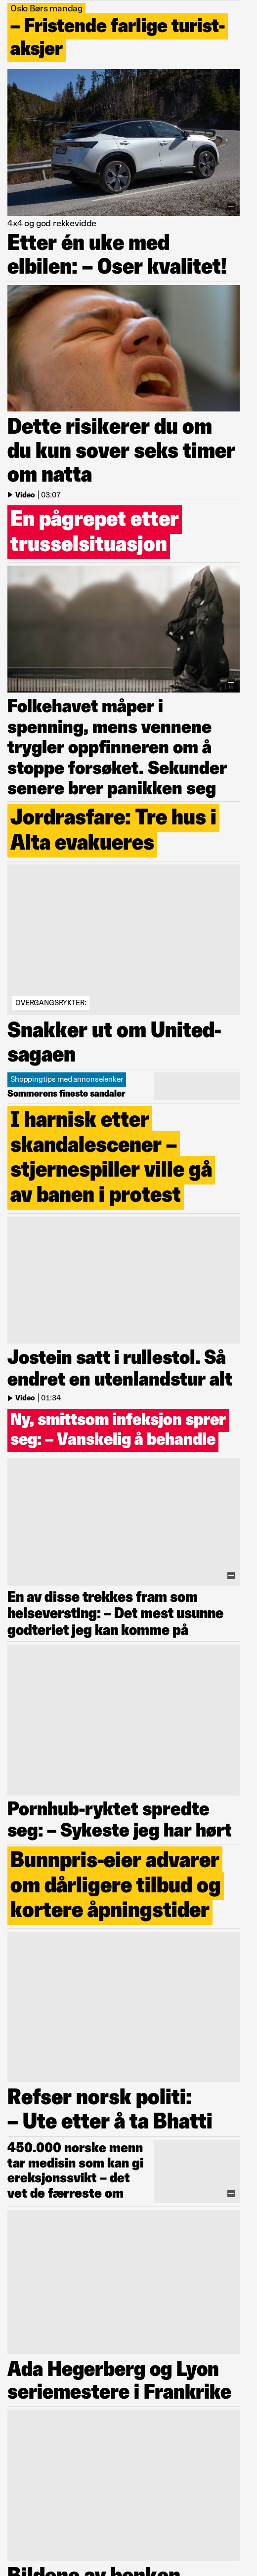 Oslo Børs mandag
– Fristende farlige turist-
aksjer
4x4 og god rekkevidde
Etter én uke med
elbilen: – Oser kvalitet!
Dette risikerer du om
du kun sover seks timer
om natta
Video | 03:07
En pågrepet etter
trusselsituasjon
Folkehavet måper i
spenning, mens vennene
trygler oppfinneren om å
stoppe forsøket. Sekunder
senere brer panikken seg
Jordrasfare: Tre hus i
Alta evakueres
OVERGANGSRYKTER:
Snakker ut om United-
sagaen
Shoppingtips med annonselenker
Sommerens fineste sandaler
I harnisk etter
skandalescener –
stjernespiller ville gå
av banen i protest
Jostein satt i rullestol. Så
endret en utenlandstur alt
Video | 01:34
Ny, smittsom infeksjon sprer
seg: – Vanskelig å behandle
En av disse trekkes fram som
helseversting: – Det mest usunne
godteriet jeg kan komme på
Pornhub-ryktet spredte
seg: – Sykeste jeg har hørt
Bunnpris-eier advarer
om dårligere tilbud og
kortere åpningstider
Refser norsk politi:
– Ute etter å ta Bhatti
450.000 norske menn
tar medisin som kan gi
ereksjonssvikt – det
vet de færreste om
Ada Hegerberg og Lyon
seriemestere i Frankrike
Bildene av benken